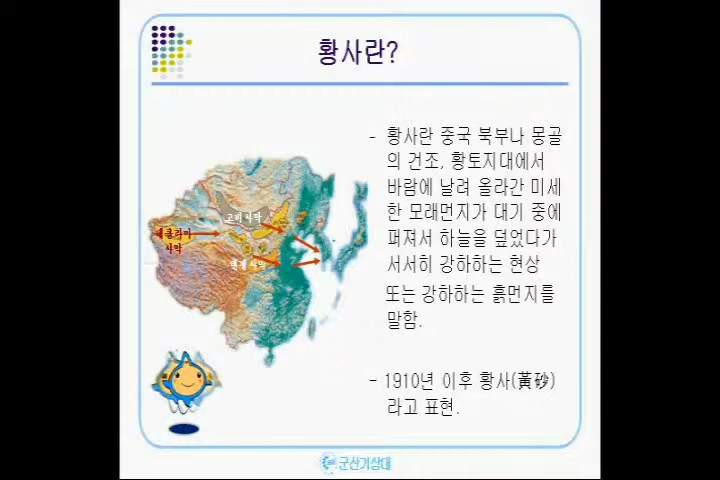 황사란?
- 황사란 중국 북부나 몽골
의 건조, 황토지대에서
바람에 날려 올라간 미세
한 모래먼지가 대기 중에
퍼져서 하늘을 덮었다가
서서히 강하하는 현상
또는 강하하는 흙먼지를
말함.
고비사막
사막
- 1910년 이후 황사(黃砂)
라고 표현.
군산기상대